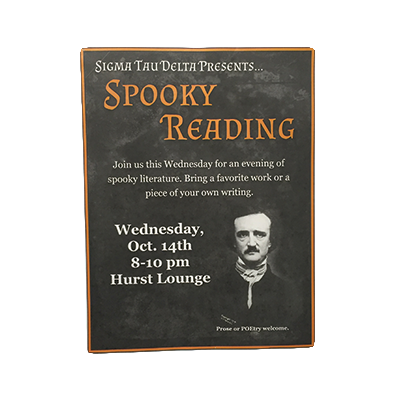 Sigma Tau Delta Presents...
Spooky
Reading
Join us this Wednesday for an evening of
spooky literature. Bring a favorite work or a
piece of your own writing.
Wednesday,
Oct. 14th
8-10 pm
Hurst Lounge
Prose or POEtry welcome.